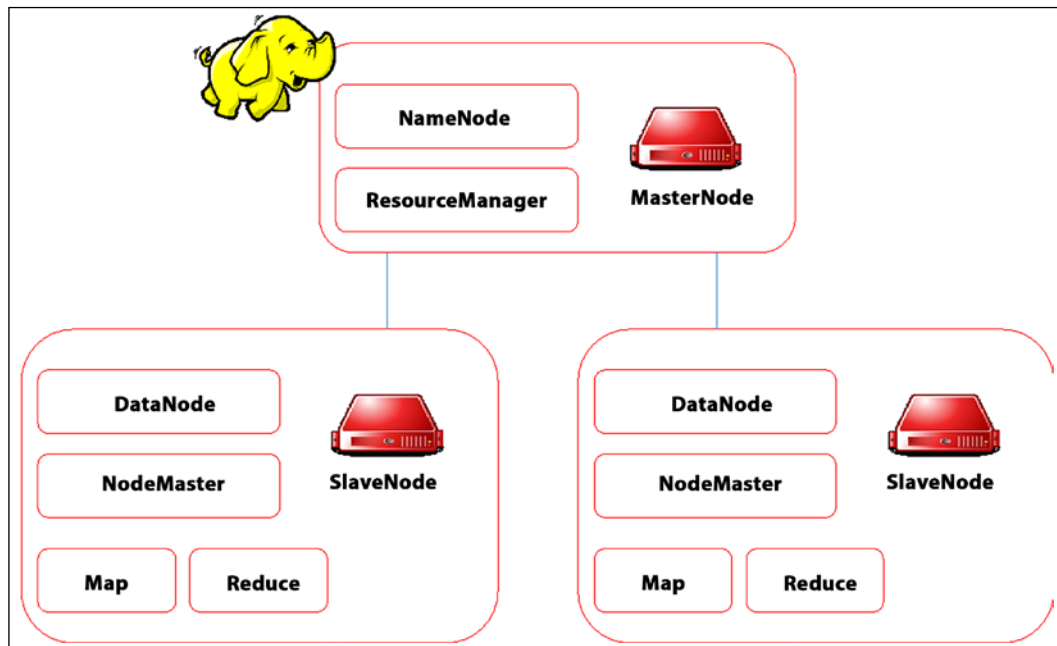 NameNode
ResourceManager
MasterNode
DataNode
NodeMaster
SlaveNode
Map
Reduce
DataNode
NodeMaster
SlaveNode
Map
Reduce